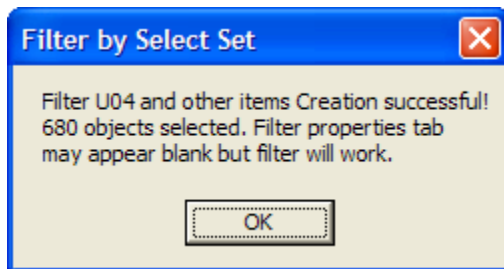 Filter by Select Set
Filter U04 and other items Creation successful!
680 objects selected. Filter properties tab
may appear blank but filter will work.
OK